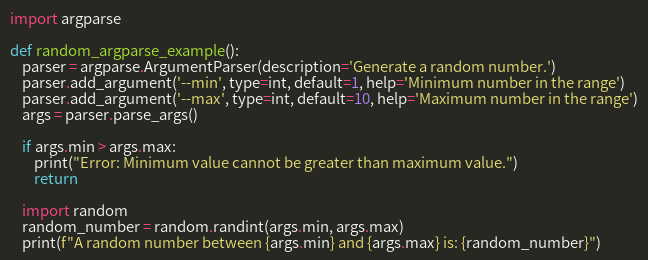 import argparse

def random_argparse_example():
    parser = argparse.ArgumentParser(description='Generate a random number.')
    parser.add_argument('--min', type=int, default=1, help='Minimum number in the range')
    parser.add_argument('--max', type=int, default=10, help='Maximum number in the range')
    args = parser.parse_args()

    if args.min > args.max:
        print("Error: Minimum value cannot be greater than maximum value.")
        return

    import random
    random_number = random.randint(args.min, args.max)
    print(f"A random number between {args.min} and {args.max} is: {random_number}")